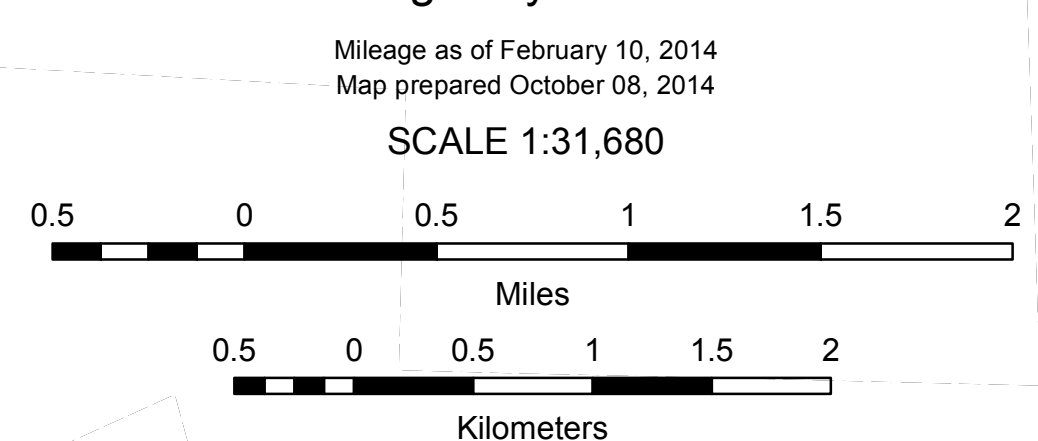 Mileage as of February 10, 2014
Map prepared October 08, 2014
SCALE 1:31,680
0.5 0 0.5 1 1.5 2
Miles
0.5 0 0.5 1 1.5 2
Kilometers